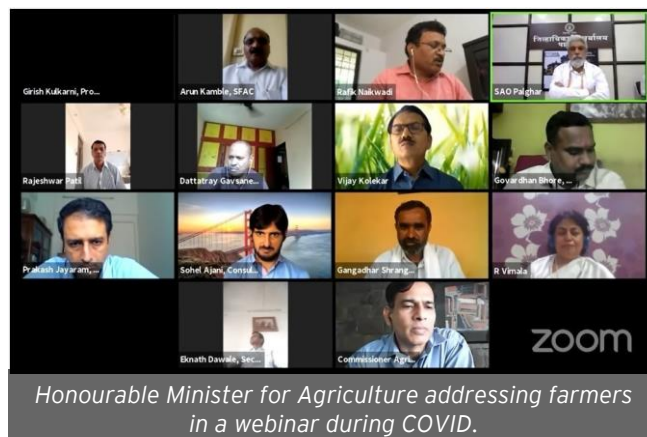 Girish Kulkarni, Pro...
Arun Kamble, SFAC
Rafik Naikwadi
SAO Palghar
Rajeshwar Patil
Dattatray Gavsane...
Vijay Kolekar
Govardhan Bhore, ...
Prakash Jayaram, ...
Sohel Ajani, Consul...
Gangadhar Shrang...
R Vimala
Eknath Dawale, Sec...
Commissioner Agri...
zoom
Honourable Minister for Agriculture addressing farmers
in a webinar during COVID.